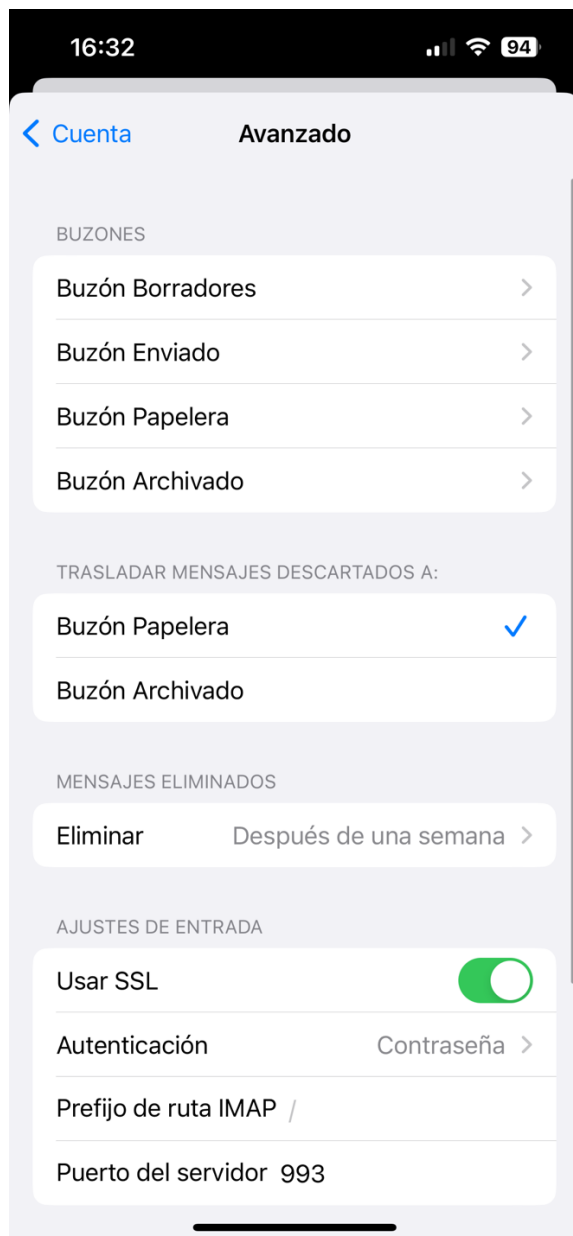 16:32
94
Cuenta
Avanzado
BUZONES
Buzón Borradores
Buzón Enviado
Buzón Papelera
Buzón Archivado
TRASLADAR MENSAJES DESCARTADOS A:
Buzón Papelera
Buzón Archivado
MENSAJES ELIMINADOS
Eliminar Después de una semana
AJUSTES DE ENTRADA
Usar SSL
Autenticación Contraseña
Prefijo de ruta IMAP /
Puerto del servidor 993